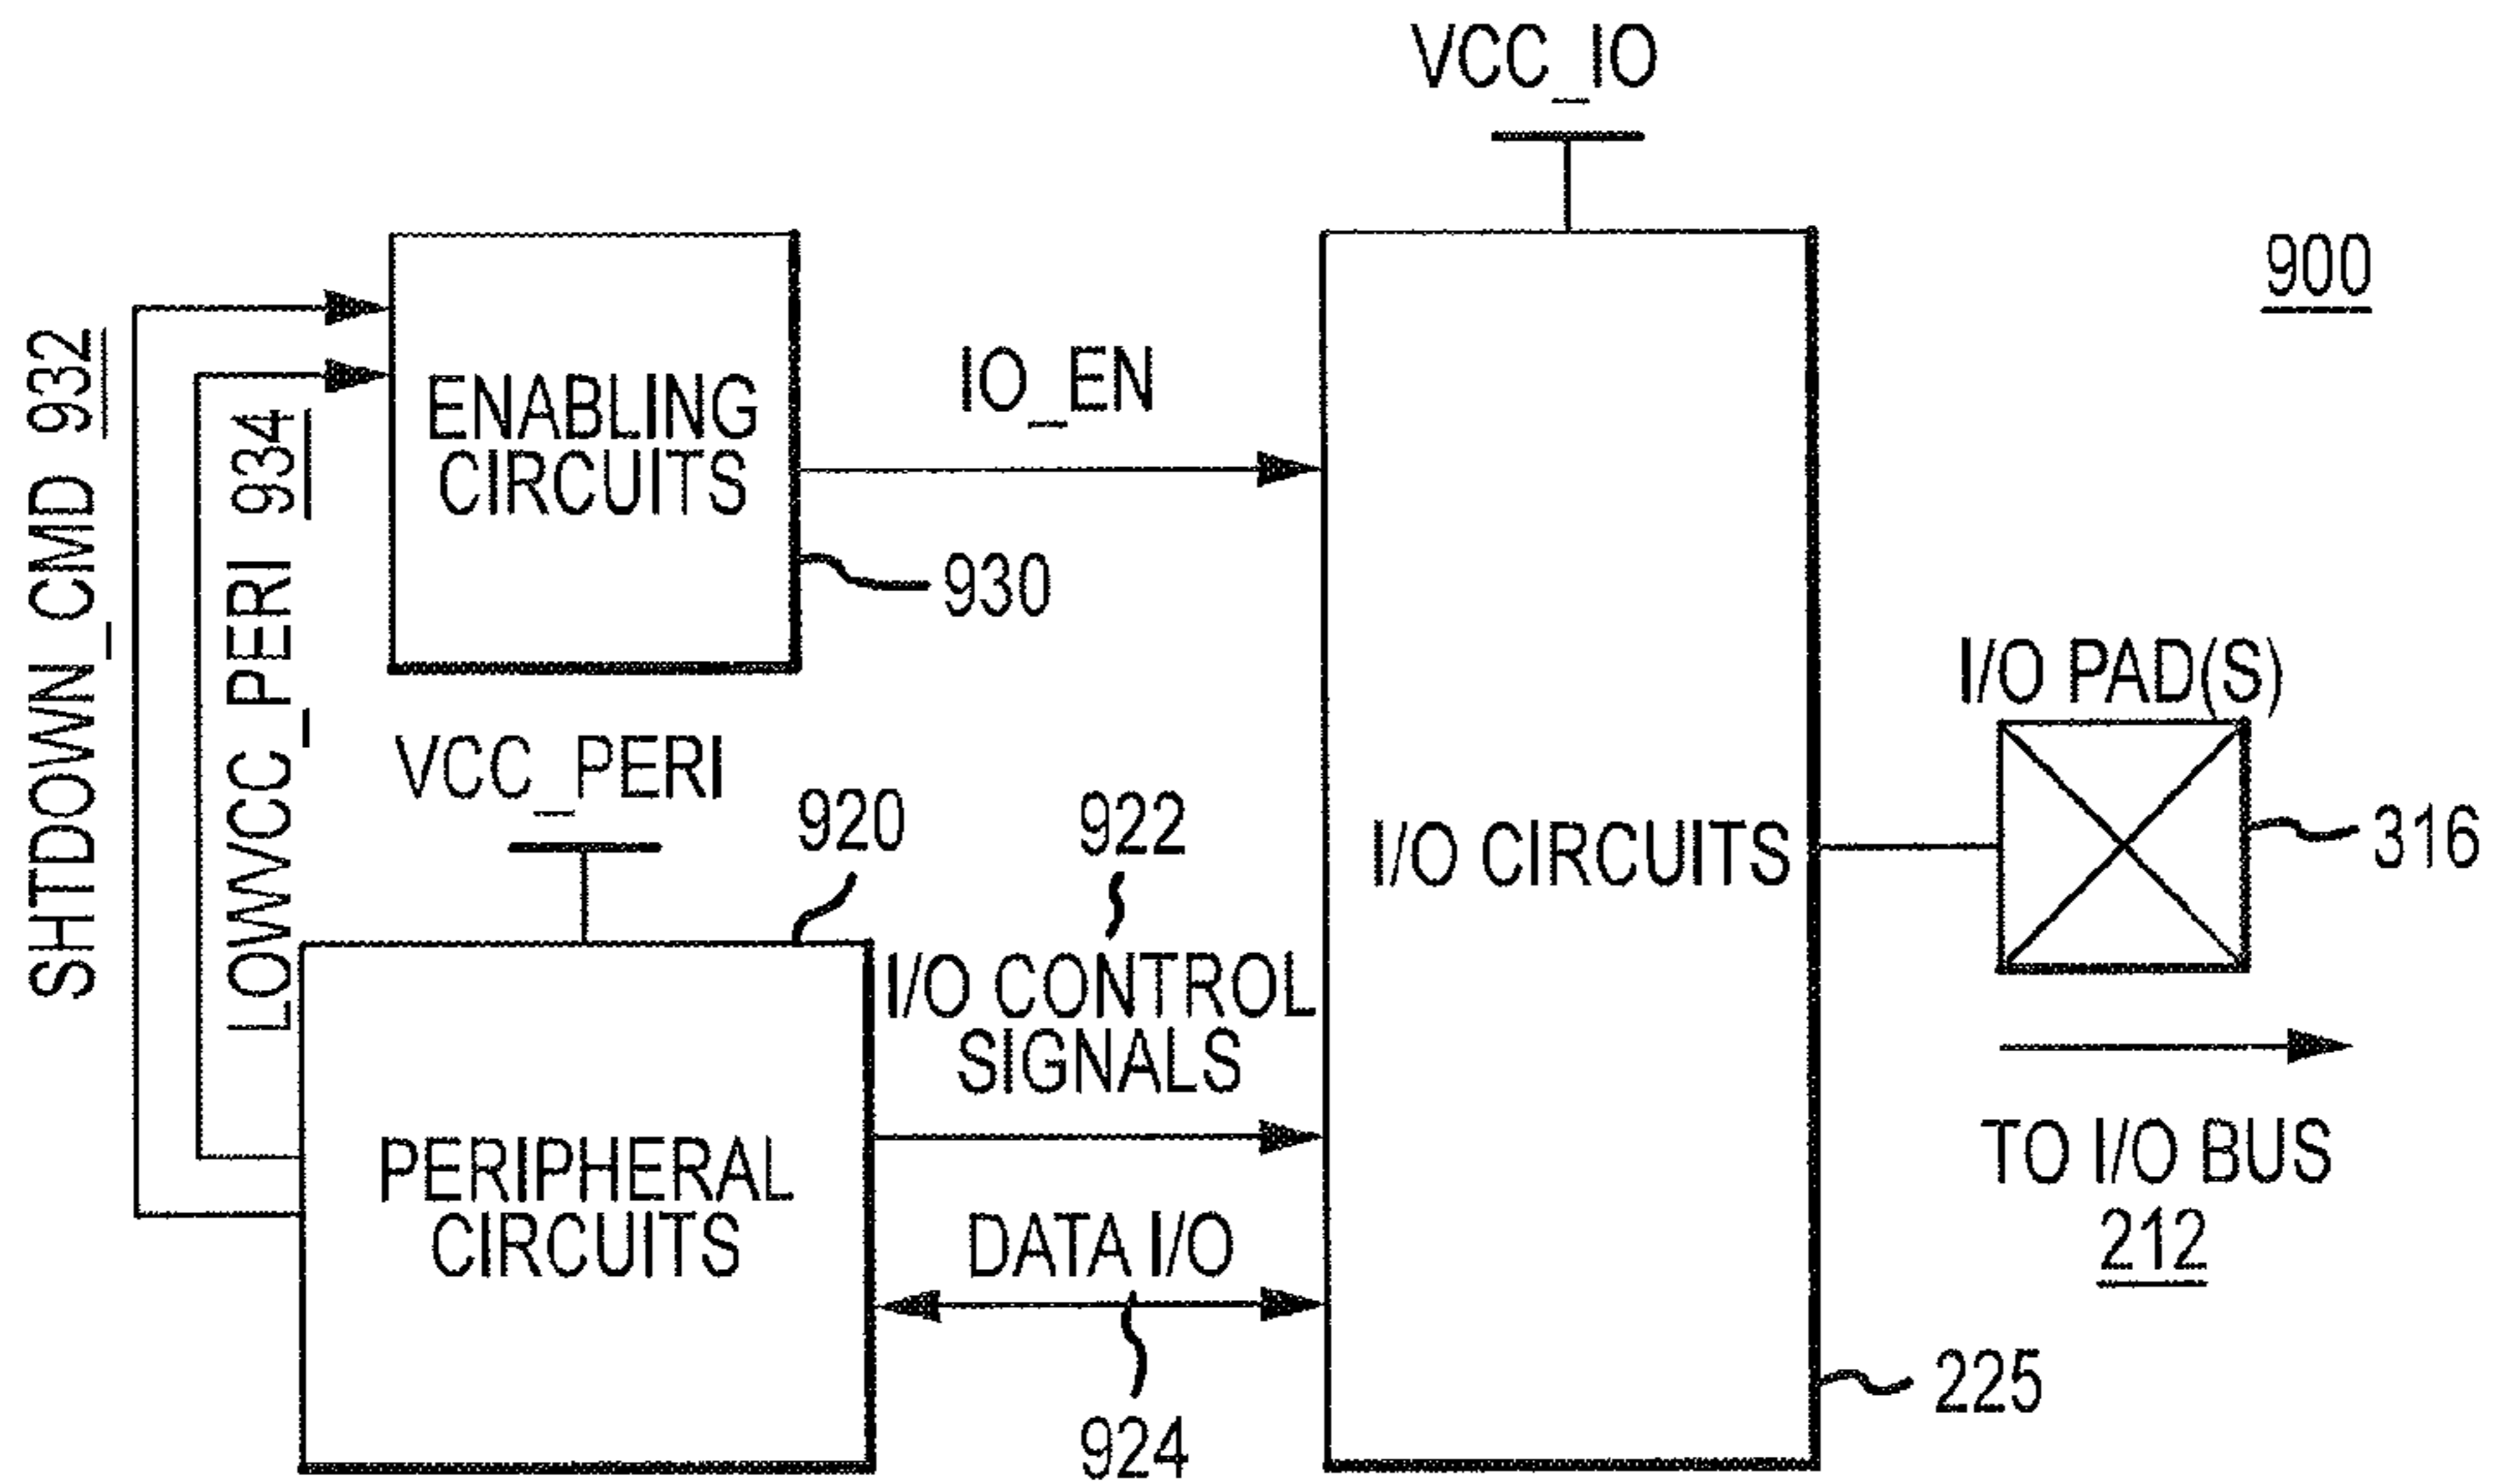 VCC_IO
900
SHTDOWN_CMD 932
LOWVCC_PERI 934
ENABLING
CIRCUITS
IO_EN
930
VCC_PERI
920
922
I/O CONTROL
SIGNALS
PERIPHERAL
CIRCUITS
DATA I/O
924
I/O CIRCUITS
I/O PAD(S)
316
TO I/O BUS
212
225